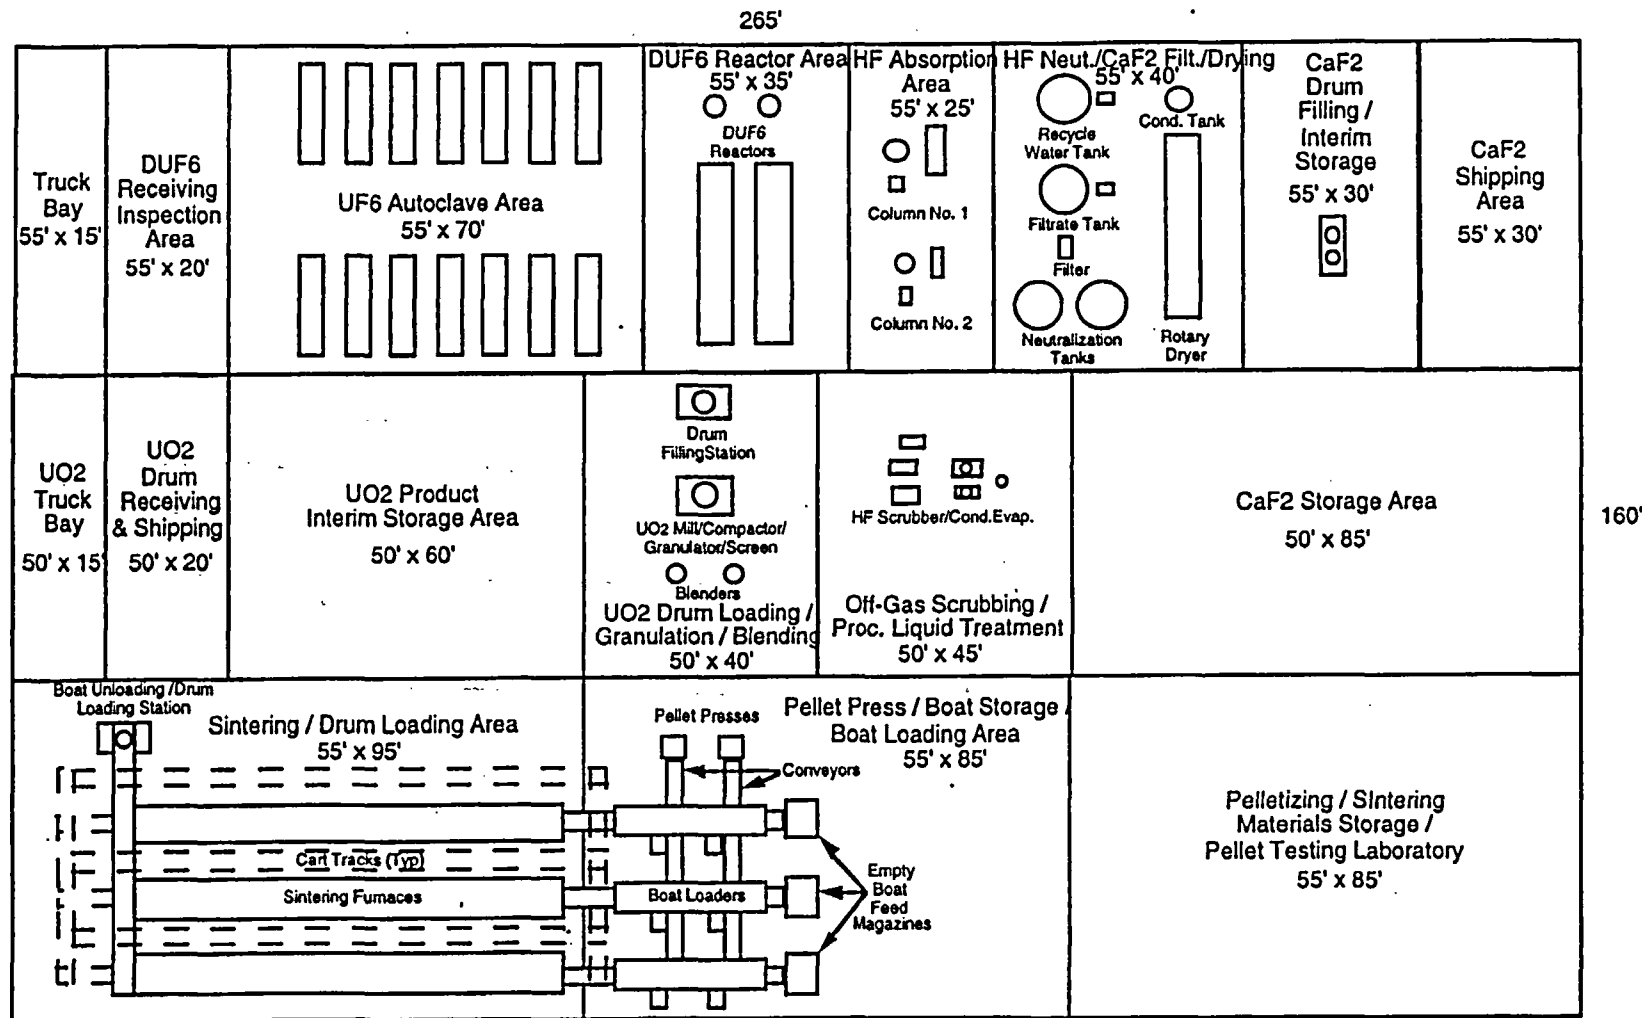 265'
Truck
Bay
55' x 15'
DUF6
Receiving
Inspection
Area
55' x 20'
UF6 Autoclave Area
55' x 70'
DUF6 Reactor Area
55' x 35'
DUF6
Reactors
HF Absorption
Area
55' x 25'
Column No. 1
Column No. 2
HF Neut./CaF2 Filt./Drying
55' x 40'
Recycle
Water Tank
Cond. Tank
Filtrate Tank
Filter
Neutralization
Tanks
Rotary
Dryer
CaF2
Drum
Filling /
Interim
Storage
55' x 30'
CaF2
Shipping
Area
55' x 30'
UO2
Truck
Bay
50' x 15'
UO2
Drum
Receiving
& Shipping
50' x 20'
UO2 Product
Interim Storage Area
50' x 60'
Drum
FillingStation
UO2 Mill/Compactor/
Granulator/Screen
Blenders
UO2 Drum Loading /
Granulation / Blending
50' x 40'
HF Scrubber/Cond.Evap.
Off-Gas Scrubbing /
Proc. Liquid Treatment
50' x 45'
CaF2 Storage Area
50' x 85'
160'
Boat Unloading /Drum
Loading Station
Sintering / Drum Loading Area
55' x 95'
Cart Tracks (Typ)
Sintering Furnaces
Pellet Presses
Pellet Press / Boat Storage /
Boat Loading Area
55' x 85'
Conveyors
Boat Loaders
Empty
Boat
Feed
Magazines
Pelletizing / SIntering
Materials Storage /
Pellet Testing Laboratory
55' x 85'